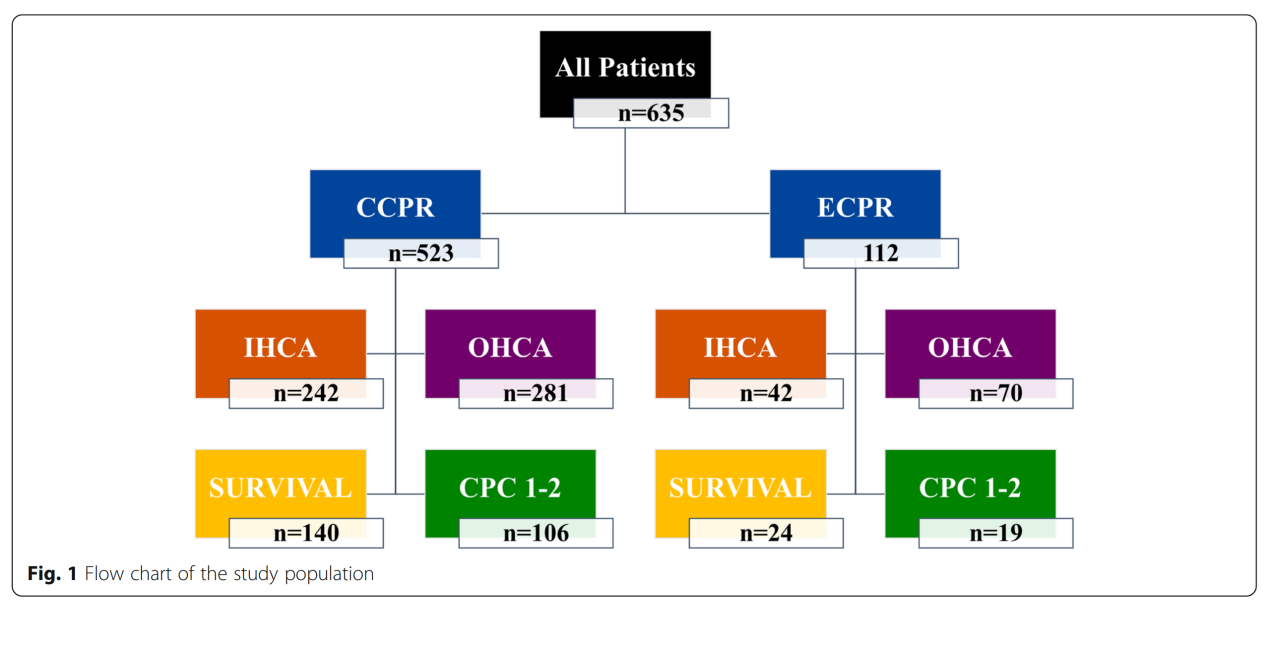 All Patients
n=635
CCPR
n=523
ECPR
112
IHCA
n=242
OHCA
n=281
IHCA
n=42
OHCA
n=70
SURVIVAL
n=140
CPC 1-2
n=106
SURVIVAL
n=24
CPC 1-2
n=19
Fig. 1 Flow chart of the study population